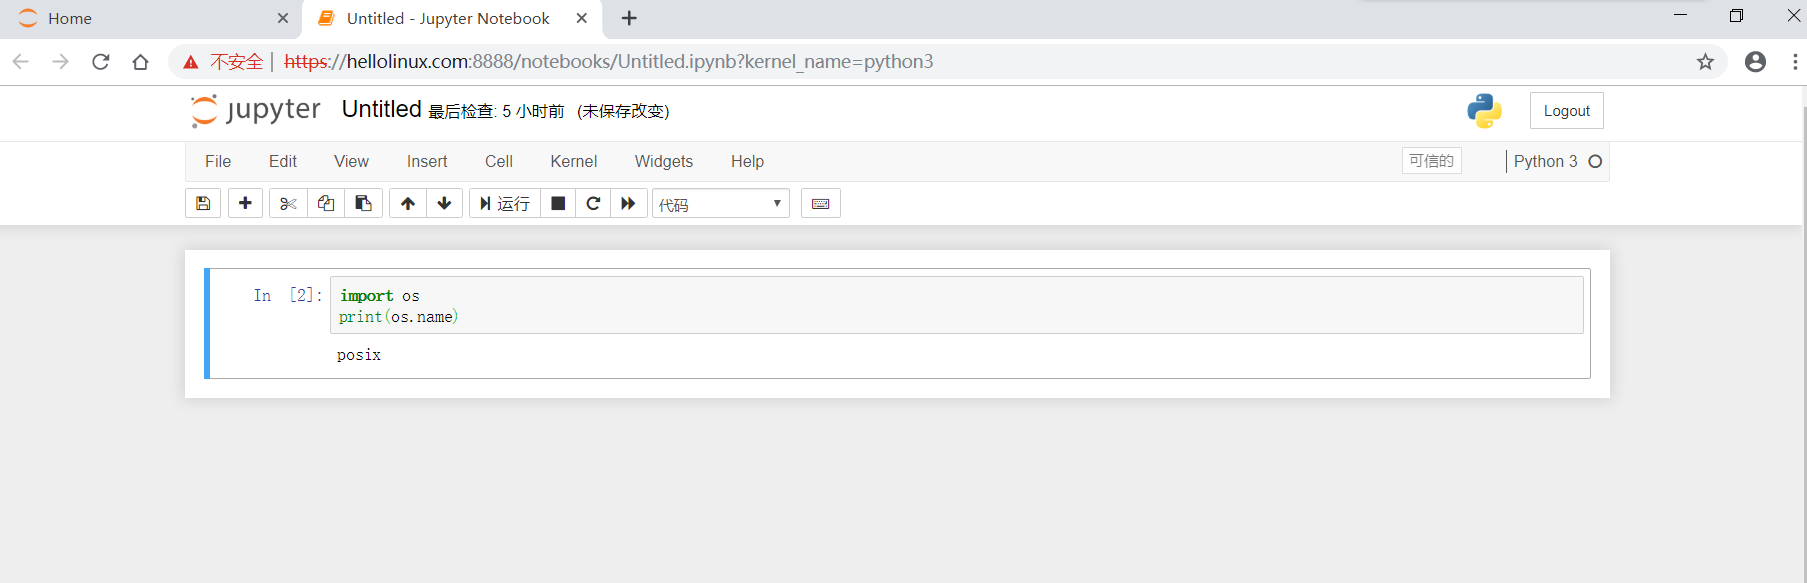 Home
Untitled - Jupyter Notebook
不安全 | https://hellolinux.com:8888/notebooks/Untitled.ipynb?kernel_name=python3
jupyter Untitled 最后检查: 5 小时前 (未保存改变) Logout
File Edit View Insert Cell Kernel Widgets Help 可信的 Python 3
运行 代码
In [2]: import os
print(os.name)
posix